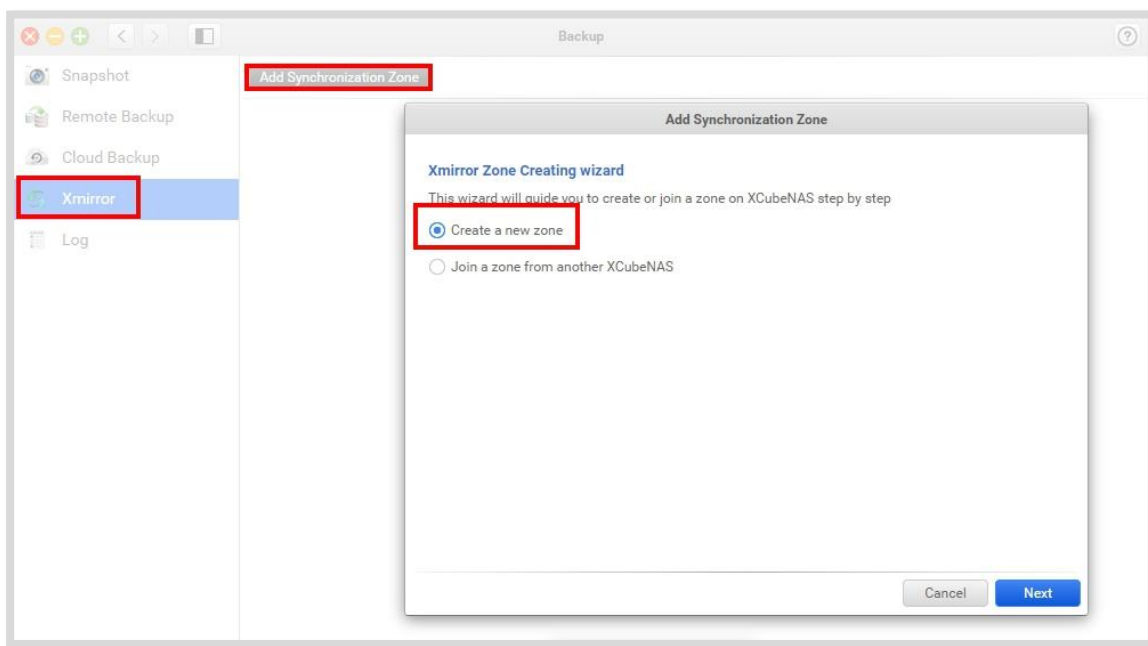 Backup
?
Snapshot
Remote Backup
Cloud Backup
Xmirror
Log
Add Synchronization Zone
Add Synchronization Zone
Xmirror Zone Creating wizard
This wizard will guide you to create or join a zone on XCubeNAS step by step
Create a new zone
Join a zone from another XCubeNAS
Cancel
Next